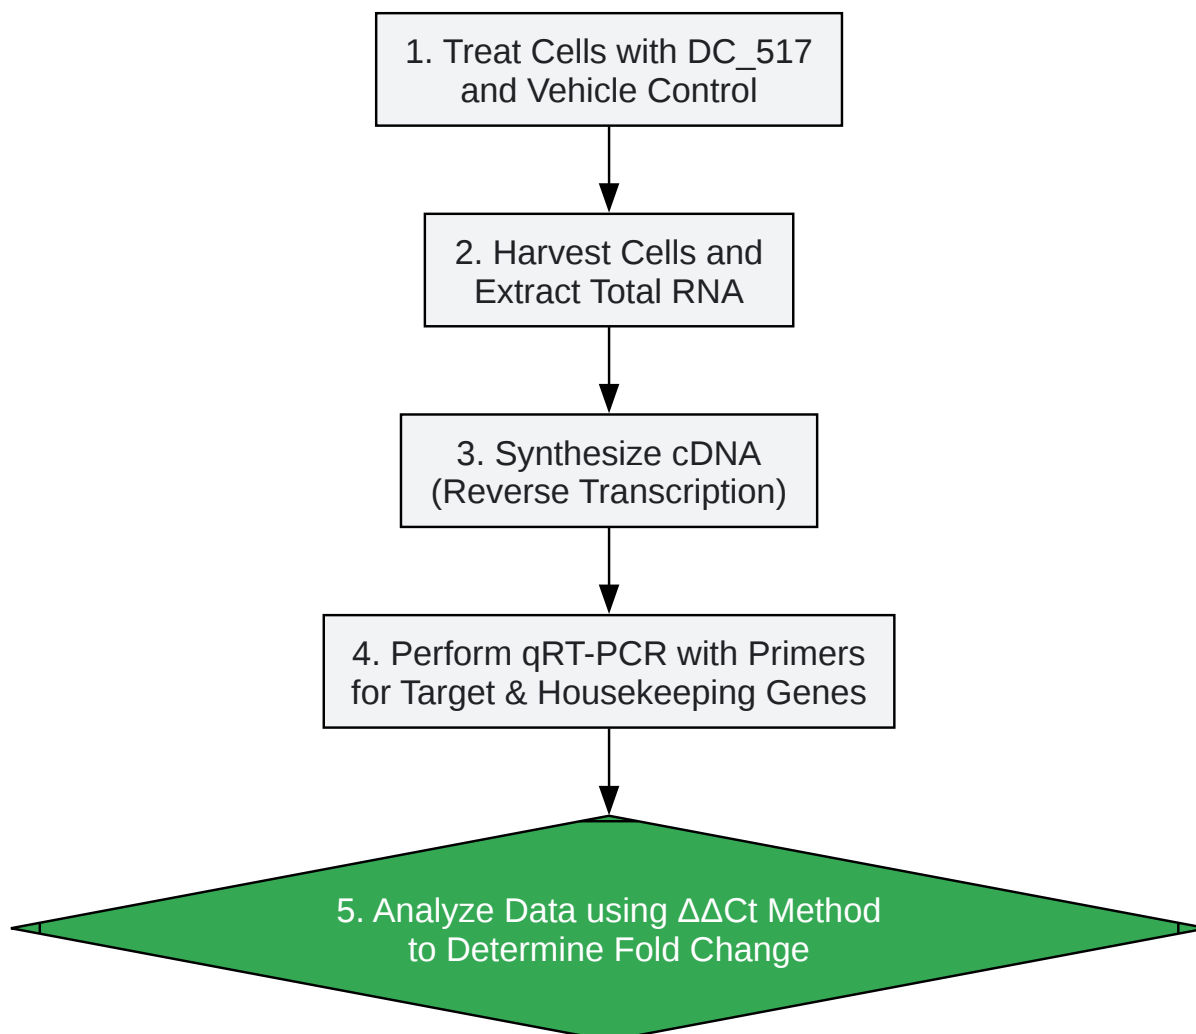 1. Treat Cells with DC_517
and Vehicle Control
2. Harvest Cells and
Extract Total RNA
3. Synthesize cDNA
(Reverse Transcription)
4. Perform qRT-PCR with Primers
for Target & Housekeeping Genes
5. Analyze Data using ΔΔCt Method
to Determine Fold Change